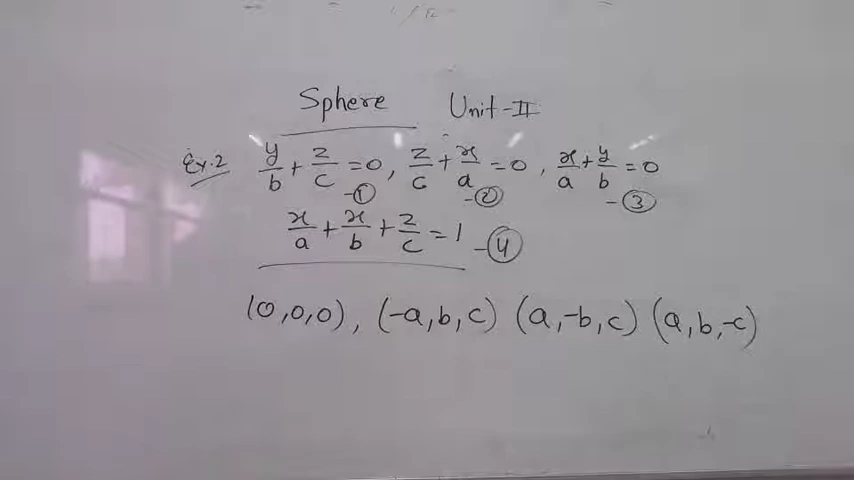 Sphere Unit-II
Ex.2 y/b + z/c = 0, z/c + x/a = 0, x/a + y/b = 0
-① -② -③
x/a + x/b + z/c = 1 -④
(0,0,0), (-a,b,c) (a,-b,c) (a,b,-c)